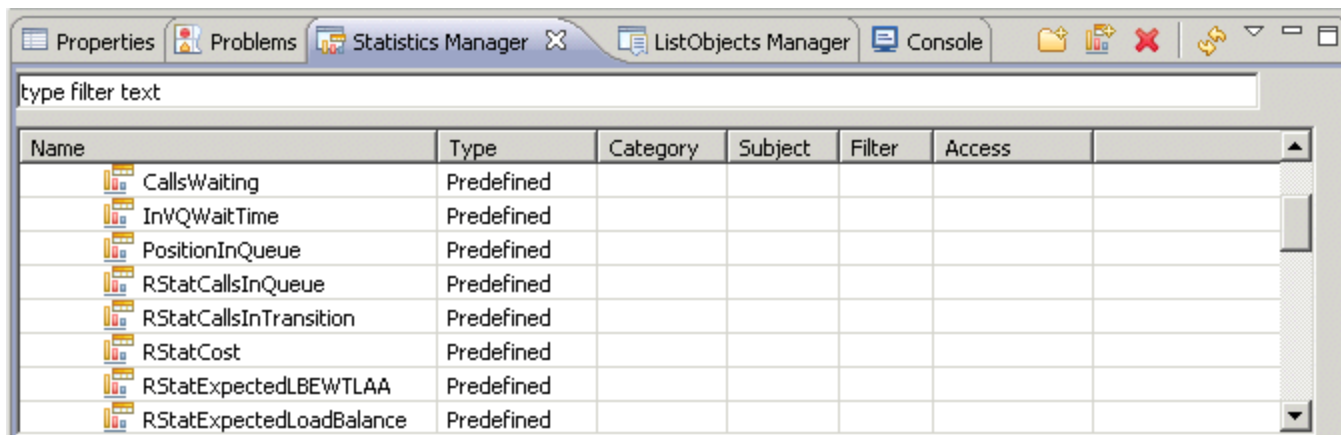 Properties Problems Statistics Manager ListObjects Manager Console
type filter text
Name Type Category Subject Filter Access
CallsWaiting Predefined
InVQWaitTime Predefined
PositionInQueue Predefined
RStatCallsInQueue Predefined
RStatCallsInTransition Predefined
RStatCost Predefined
RStatExpectedLBEWTLAA Predefined
RStatExpectedLoadBalance Predefined